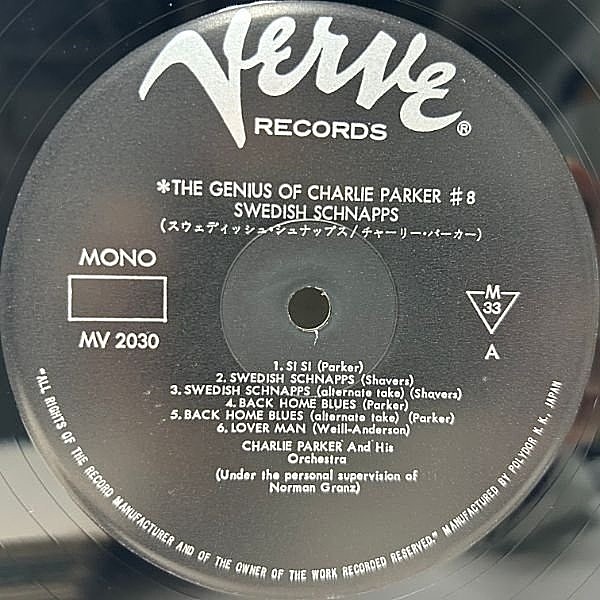 Verve
RECORDS ®
*THE GENIUS OF CHARLIE PARKER #8
SWEDISH SCHNAPPS
(スウェディッシュ・シュナップス/チャーリー・パーカー)
MONO
MV 2030
M
33
A
1. SI SI (Parker)
2. SWEDISH SCHNAPPS (Shavers)
3. SWEDISH SCHNAPPS (alternate take) (Shavers)
4. BACK HOME BLUES (Parker)
5. BACK HOME BLUES (alternate take) (Parker)
6. LOVER MAN (Weill-Anderson)
CHARLIE PARKER And His
Orchestra
(Under the personal supervision of
Norman Granz)
"ALL RIGHTS OF THE RECORD MANUFACTURER AND OF THE OWNER OF THE WORK RECORDED RESERVED." MANUFACTURED BY POLYDOR K. K. JAPAN